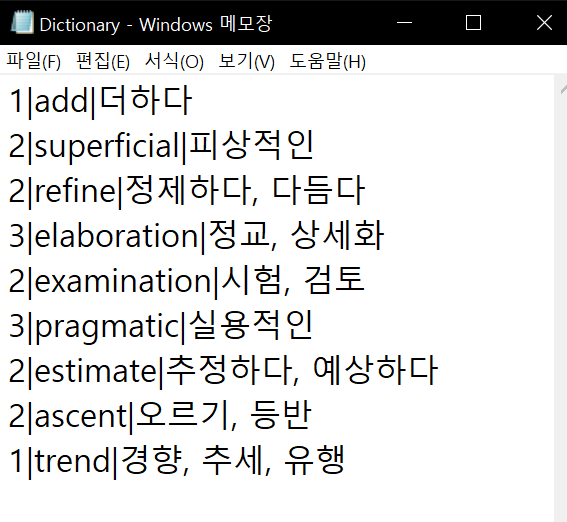 Dictionary - Windows 메모장
파일(F) 편집(E) 서식(O) 보기(V) 도움말(H)
1|add|더하다
2|superficial|피상적인
2|refine|정제하다, 다듬다
3|elaboration|정교, 상세화
2|examination|시험, 검토
3|pragmatic|실용적인
2|estimate|추정하다, 예상하다
2|ascent|오르기, 등반
1|trend|경향, 추세, 유행